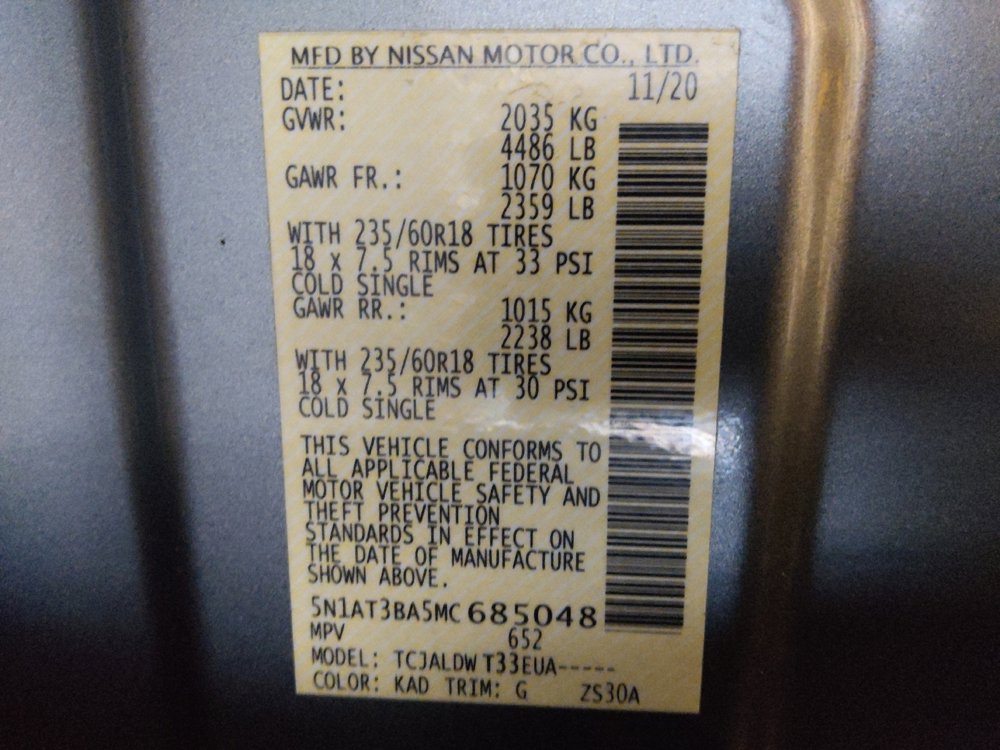 MFD BY NISSAN MOTOR CO., LTD.
DATE: 11/20
GVWR: 2035 KG
4486 LB
GAWR FR.: 1070 KG
2359 LB
WITH 235/60R18 TIRES
18 x 7.5 RIMS AT 33 PSI
COLD SINGLE
GAWR RR.: 1015 KG
2238 LB
WITH 235/60R18 TIRES
18 x 7.5 RIMS AT 30 PSI
COLD SINGLE
THIS VEHICLE CONFORMS TO
ALL APPLICABLE FEDERAL
MOTOR VEHICLE SAFETY AND
THEFT PREVENTION
STANDARDS IN EFFECT ON
THE DATE OF MANUFACTURE
SHOWN ABOVE.
5N1AT3BA5MC 685048
MPV 652
MODEL: TCJALDW T33EUA-----
COLOR: KAD TRIM: G ZS30A